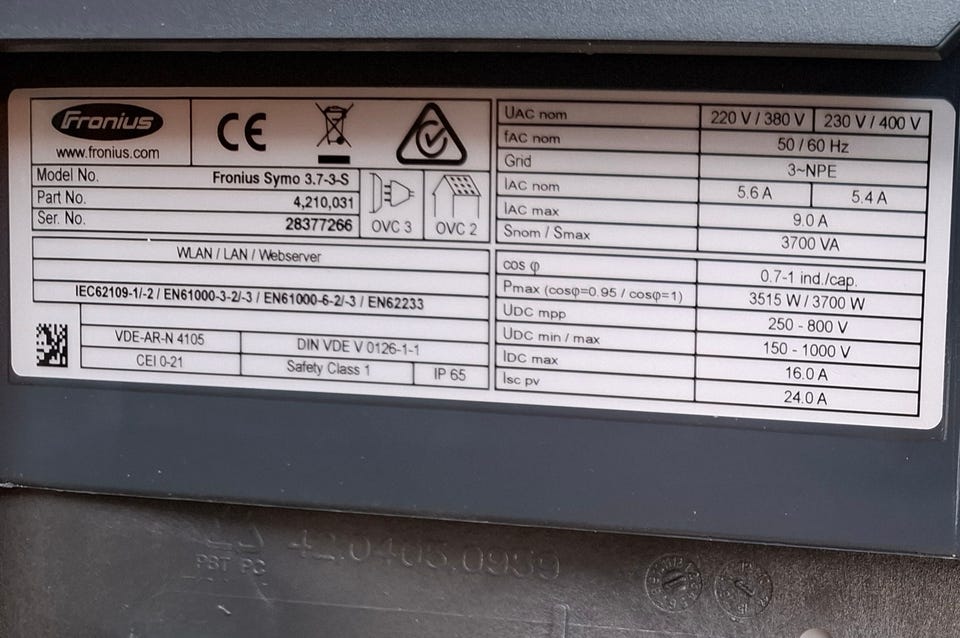 Fronius
www.fronius.com
CE
Model No. Fronius Symo 3.7-3-S
Part No. 4,210,031
Ser. No. 28377266
OVC 3 OVC 2
WLAN / LAN / Webserver
IEC62109-1/-2 / EN61000-3-2/-3 / EN61000-6-2/-3 / EN62233
VDE-AR-N 4105 DIN VDE V 0126-1-1
CEI 0-21 Safety Class 1 IP 65
UAC nom 220 V / 380 V 230 V / 400 V
fAC nom 50 / 60 Hz
Grid 3~NPE
IAC nom 5.6 A 5.4 A
IAC max 9.0 A
Snom / Smax 3700 VA
cos φ 0.7-1 ind./cap.
Pmax (cosφ=0.95 / cosφ=1) 3515 W / 3700 W
UDC mpp 250 - 800 V
UDC min / max 150 - 1000 V
IDC max 16.0 A
Isc pv 24.0 A
PBT PC
42.0405.0959